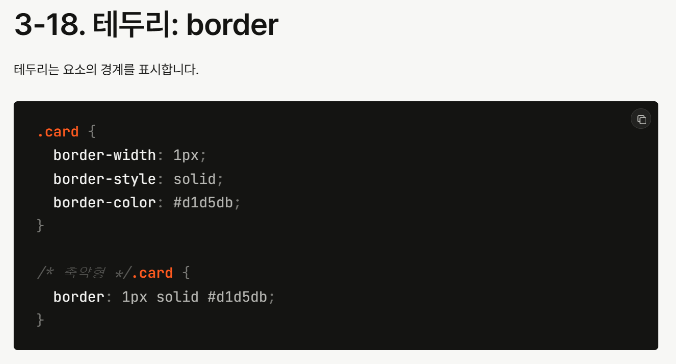 3-18. 테두리: border
테두리는 요소의 경계를 표시합니다.
.card {
  border-width: 1px;
  border-style: solid;
  border-color: #d1d5db;
}
/* 축약형 */.card {
  border: 1px solid #d1d5db;
}